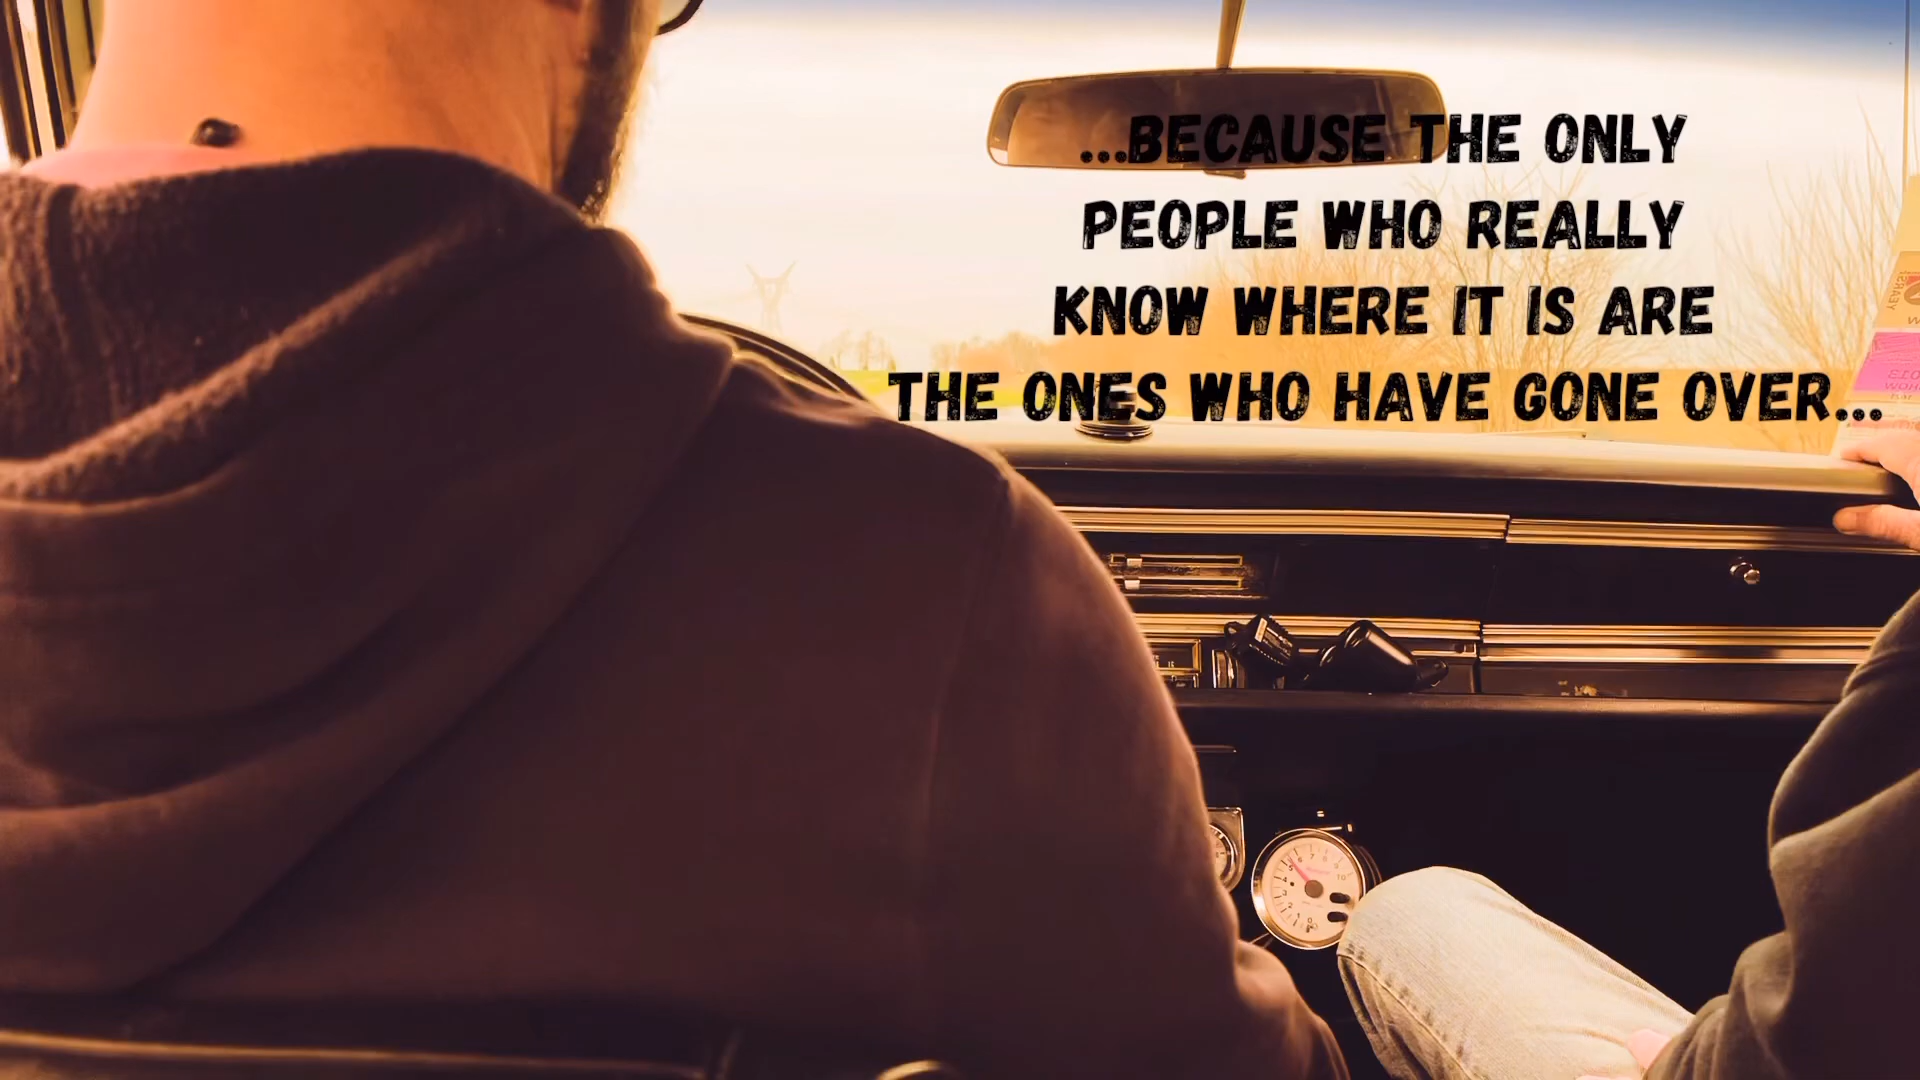 ...BECAUSE THE ONLY
PEOPLE WHO REALLY
KNOW WHERE IT IS ARE
THE ONES WHO HAVE GONE OVER...